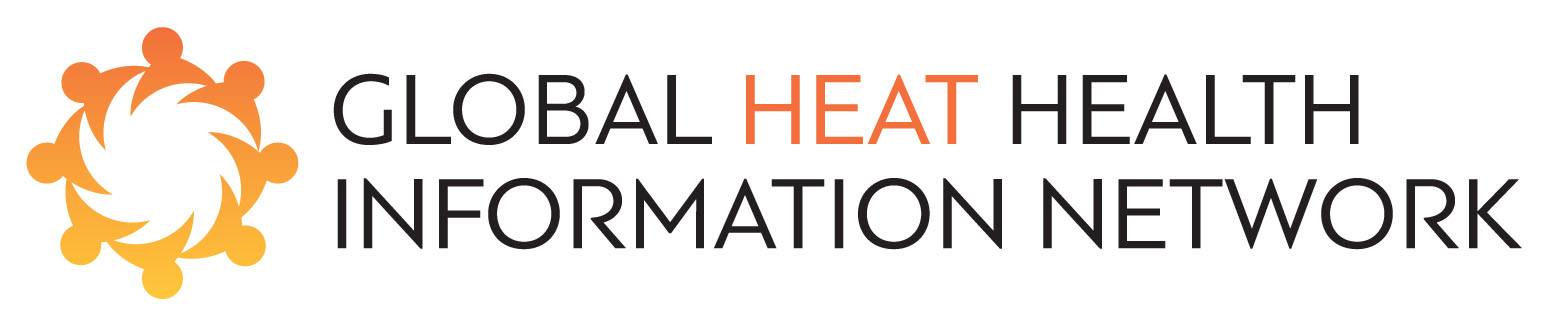 GLOBAL HEAT HEALTH
INFORMATION NETWORK